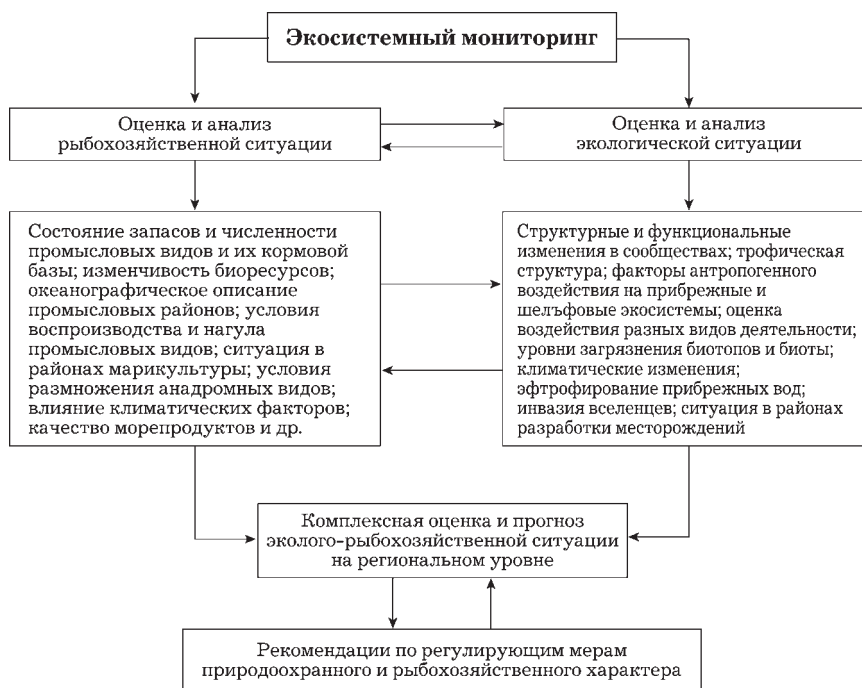 Экосистемный мониторинг
Оценка и анализ
рыбохозяйственной ситуации
Оценка и анализ
экологической ситуации
Состояние запасов и численности
промысловых видов и их кормовой
базы; изменчивость биоресурсов;
океанографическое описание
промысловых районов; условия
воспроизводства и нагула
промысловых видов; ситуация в
районах марикультуры; условия
размножения анадромных видов;
влияние климатических факторов;
качество морепродуктов и др.
Структурные и функциональные
изменения в сообществах; трофическая
структура; факторы антропогенного
воздействия на прибрежные и
шелъфовые экосистемы; оценка
воздействия разных видов деятельности;
уровни загрязнения биотопов и биоты;
климатические изменения;
эфтрофирование прибрежных вод;
инвазия вселенцев; ситуация в районах
разработки месторождений
Комплексная оценка и прогноз
эколого-рыбохозяйственной ситуации
на региональном уровне
Рекомендации по регулирующим мерам
природоохранного и рыбохозяйственного характера